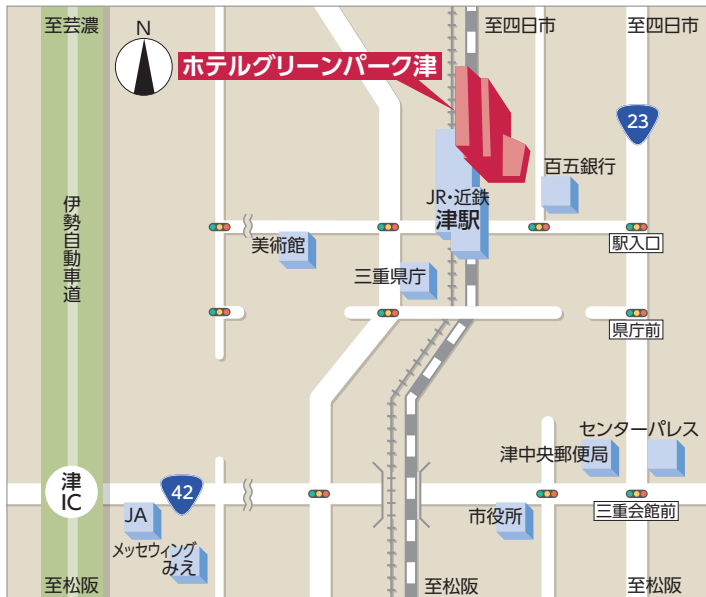 至芸濃
N
至四日市
至四日市
ホテルグリーンパーク津
23
百五銀行
JR・近鉄
津駅
伊勢自動車道
美術館
駅入口
三重県庁
県庁前
センターパレス
津中央郵便局
津
IC
42
JA
市役所
三重会館前
メッセウィング
みえ
至松阪
至松阪
至松阪